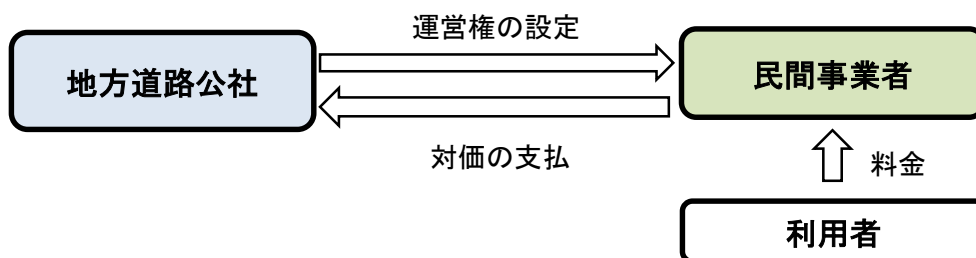 運営権の設定
地方道路公社
民間事業者
対価の支払
料金
利用者